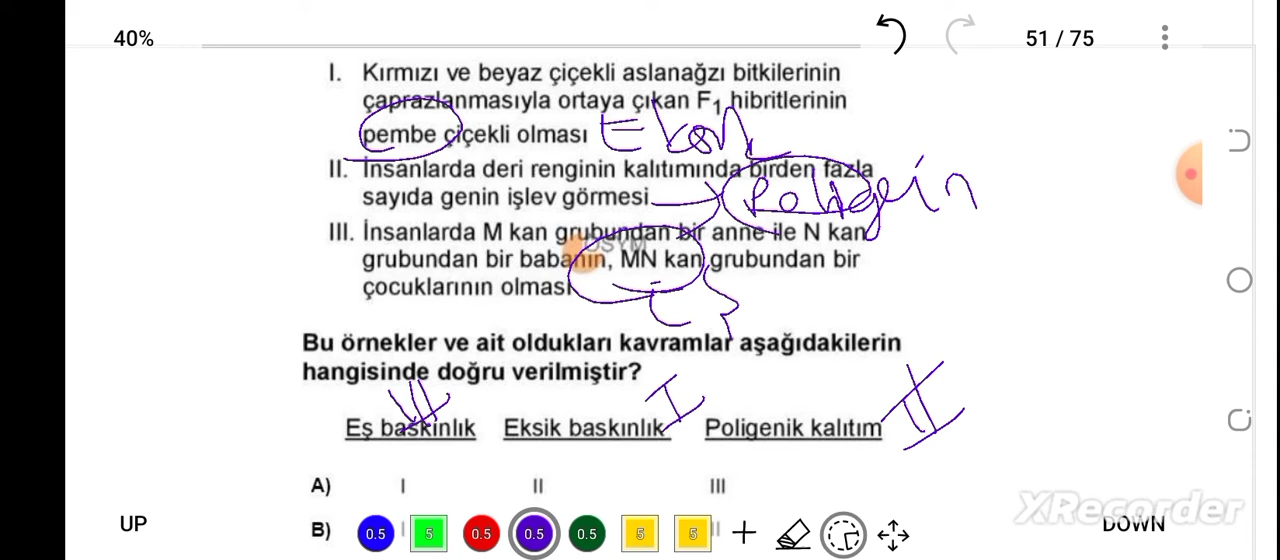 40%
51 / 75
I. Kırmızı ve beyaz çiçekli aslanağzı bitkilerinin
çaprazlanmasıyla ortaya çıkan F1 hibritlerinin
pembe çiçekli olması
II. İnsanlarda deri renginin kalıtımında birden fazla
sayıda genin işlev görmesi
III. İnsanlarda M kan grubundan bir anne ile N kan
grubundan bir babanın, MN kan grubundan bir
çocuklarının olması
ÖSYM
Bu örnekler ve ait oldukları kavramlar aşağıdakilerin
hangisinde doğru verilmiştir?
III I II
Eş baskınlık Eksik baskınlık Poligenik kalıtım
A) I II III
UP
B) I
0.5 5 0.5 0.5 0.5 5 5
XRecorder
DOWN